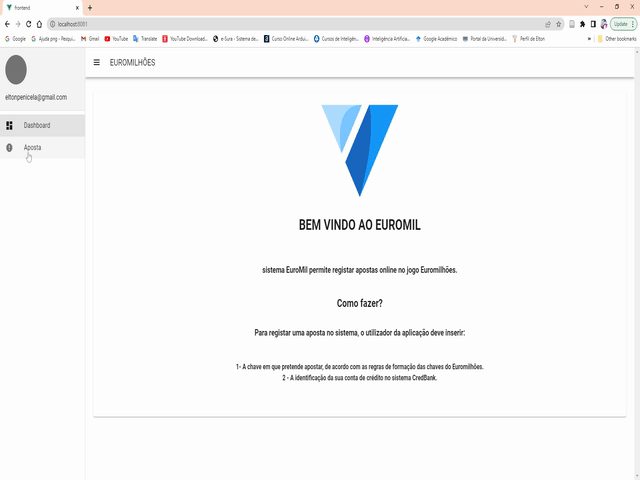 frontend
localhost:8081
Update
Google
Ajuda png - Pesqui...
Gmail
YouTube
Translate
YouTube Download...
e-Gura - Sistema de...
Curso Online Ardui...
Cursos de Inteligên...
Inteligência Artificia...
Google Académico
Portal da Universid...
Perfil de Elton
Other bookmarks
eltonpenicela@gmail.com
EUROMILHÕES
Dashboard
Aposta
BEM VINDO AO EUROMIL
sistema EuroMil permite registar apostas online no jogo Euromilhões.
Como fazer?
Para registar uma aposta no sistema, o utilizador da aplicação deve inserir:
1- A chave em que pretende apostar, de acordo com as regras de formação das chaves do Euromilhões.
2 - A identificação da sua conta de crédito no sistema CredBank.